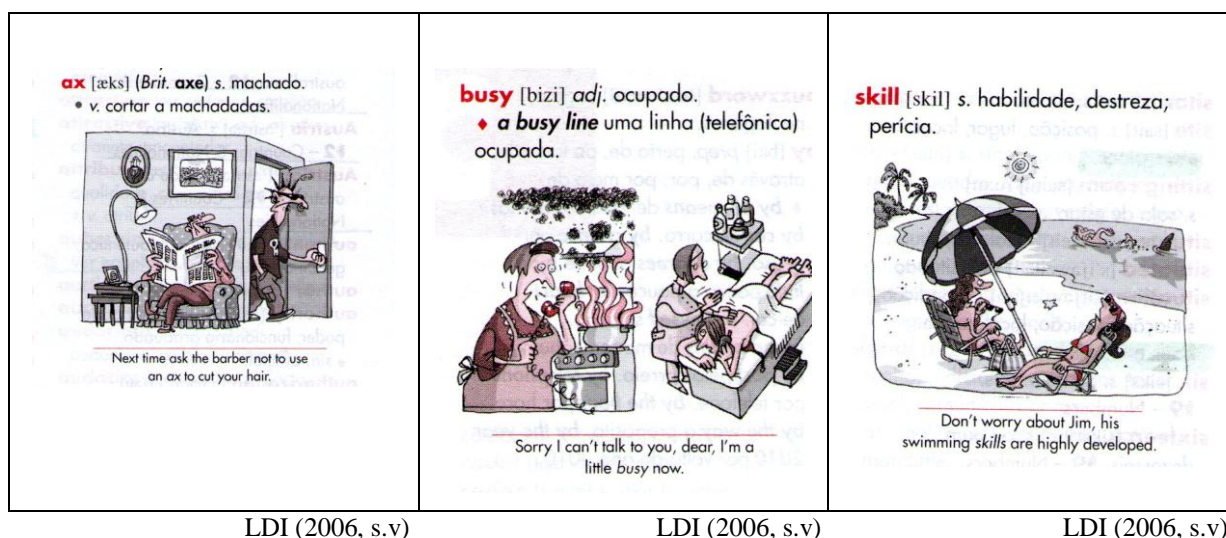 ax [æks] (Brit. axe) s. machado.
• v. cortar a machadadas.
Next time ask the barber not to use
an ax to cut your hair.
LDI (2006, s.v)
busy [bizi] adj. ocupado.
♦ a busy line uma linha (telefônica)
ocupada.
Sorry I can't talk to you, dear, I'm a
little busy now.
LDI (2006, s.v)
skill [skil] s. habilidade, destreza,
perícia.
Don't worry about Jim, his
swimming skills are highly developed.
LDI (2006, s.v)